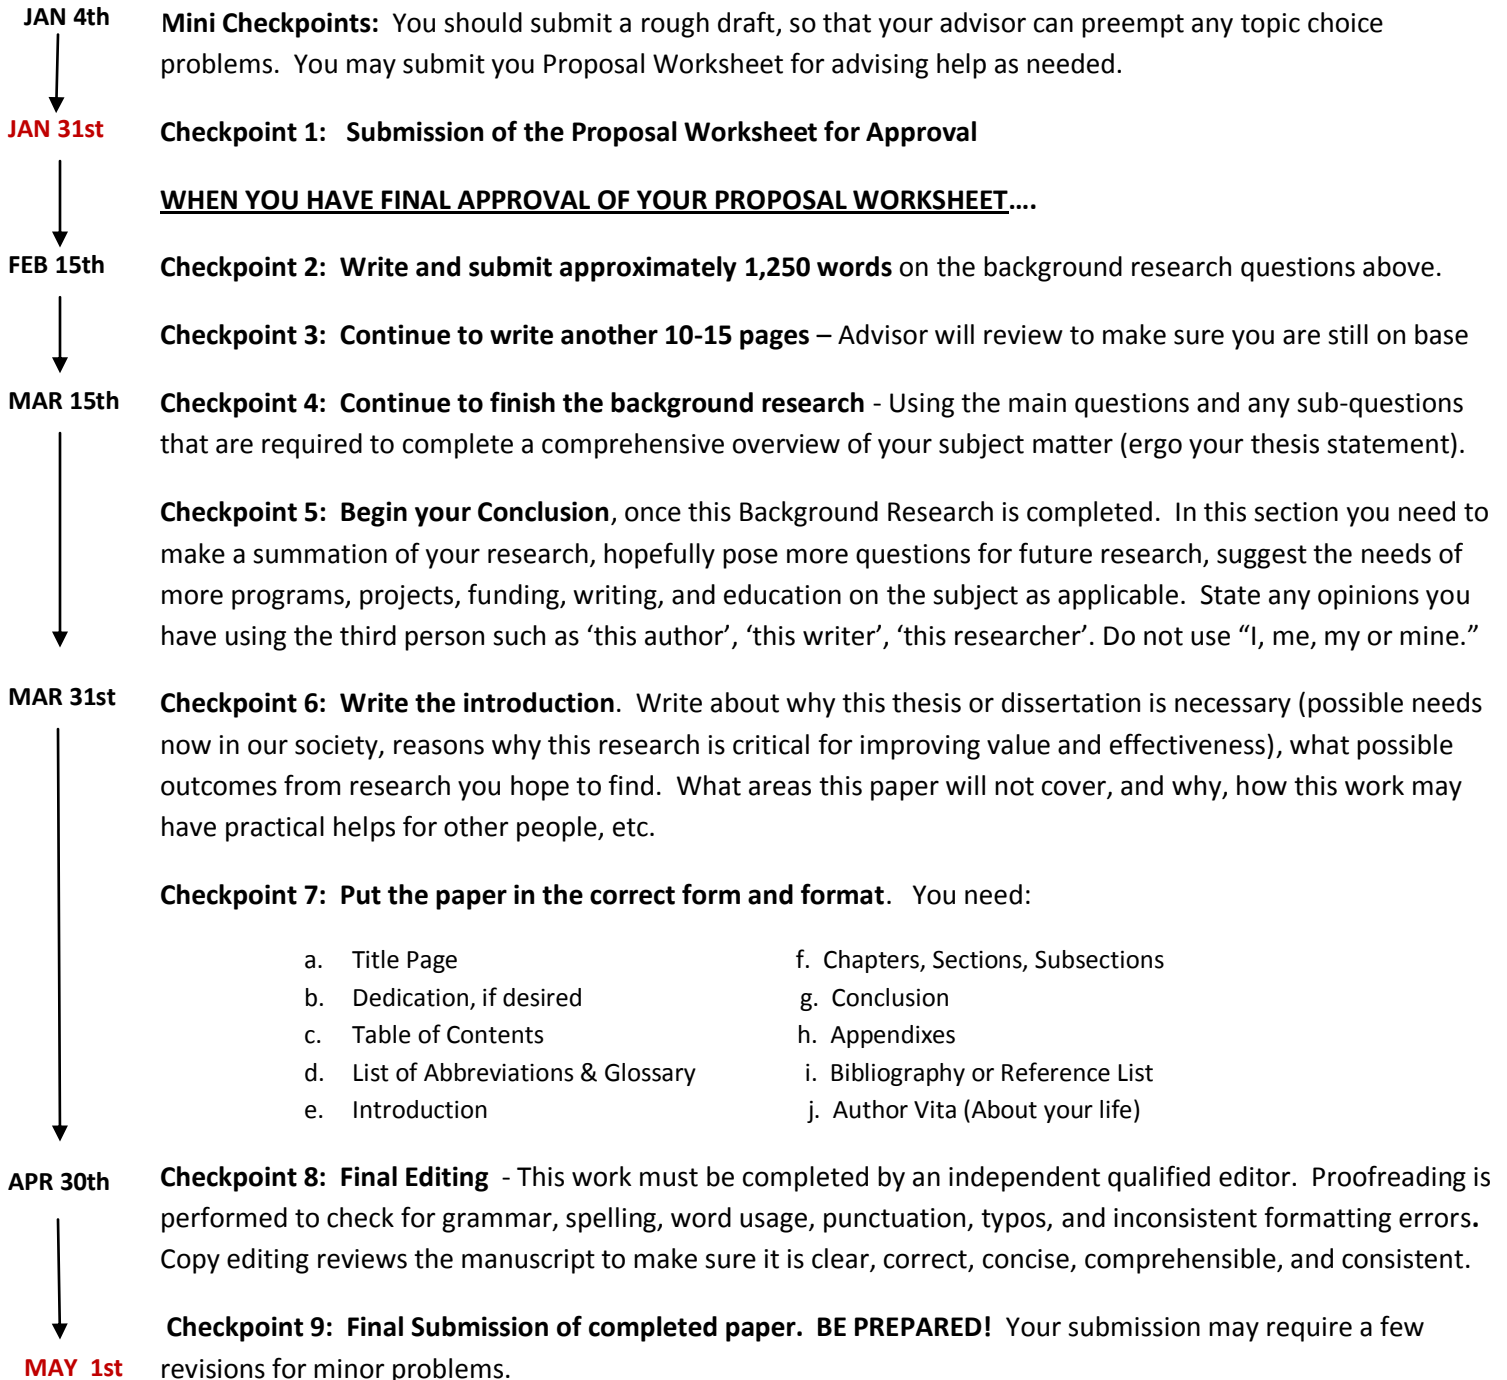 JAN 4th Mini Checkpoints: You should submit a rough draft, so that your advisor can preempt any topic choice
problems. You may submit you Proposal Worksheet for advising help as needed.
JAN 31st Checkpoint 1: Submission of the Proposal Worksheet for Approval
WHEN YOU HAVE FINAL APPROVAL OF YOUR PROPOSAL WORKSHEET….
FEB 15th Checkpoint 2: Write and submit approximately 1,250 words on the background research questions above.
Checkpoint 3: Continue to write another 10-15 pages – Advisor will review to make sure you are still on base
MAR 15th Checkpoint 4: Continue to finish the background research - Using the main questions and any sub-questions
that are required to complete a comprehensive overview of your subject matter (ergo your thesis statement).
Checkpoint 5: Begin your Conclusion, once this Background Research is completed. In this section you need to
make a summation of your research, hopefully pose more questions for future research, suggest the needs of
more programs, projects, funding, writing, and education on the subject as applicable. State any opinions you
have using the third person such as ‘this author’, ‘this writer’, ‘this researcher’. Do not use “I, me, my or mine.”
MAR 31st Checkpoint 6: Write the introduction. Write about why this thesis or dissertation is necessary (possible needs
now in our society, reasons why this research is critical for improving value and effectiveness), what possible
outcomes from research you hope to find. What areas this paper will not cover, and why, how this work may
have practical helps for other people, etc.
Checkpoint 7: Put the paper in the correct form and format. You need:
a. Title Page f. Chapters, Sections, Subsections
b. Dedication, if desired g. Conclusion
c. Table of Contents h. Appendixes
d. List of Abbreviations & Glossary i. Bibliography or Reference List
e. Introduction j. Author Vita (About your life)
APR 30th Checkpoint 8: Final Editing - This work must be completed by an independent qualified editor. Proofreading is
performed to check for grammar, spelling, word usage, punctuation, typos, and inconsistent formatting errors.
Copy editing reviews the manuscript to make sure it is clear, correct, concise, comprehensible, and consistent.
Checkpoint 9: Final Submission of completed paper. BE PREPARED! Your submission may require a few
MAY 1st revisions for minor problems.